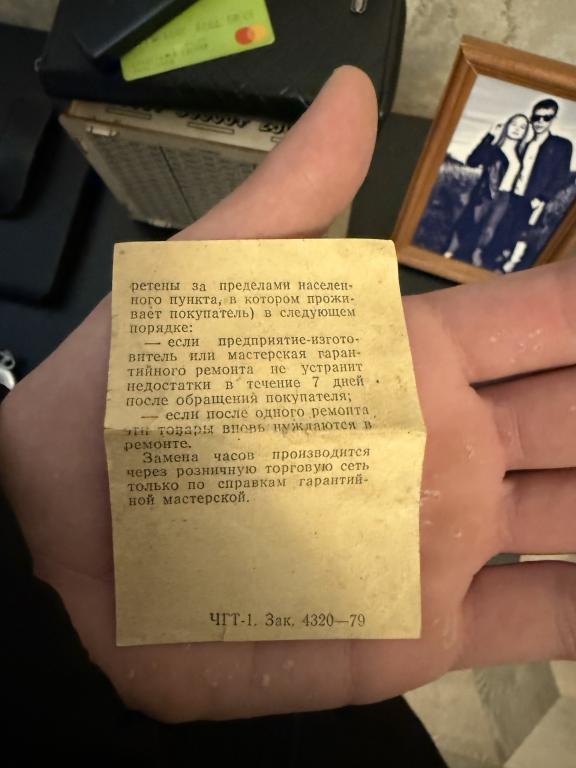 ретены за пределами населен-
ного пункта, в котором прожи-
вает покупатель) в следующем
порядке:
— если предприятие-изгото-
витель или мастерская гаран-
тийного ремонта не устранит
недостатки в течение 7 дней
после обращения покупателя;
— если после одного ремонта
эти товары вновь нуждаются в
ремонте.
Замена часов производится
через розничную торговую сеть
только по справкам гарантий-
ной мастерской.
ЧГТ-1. Зак. 4320—79